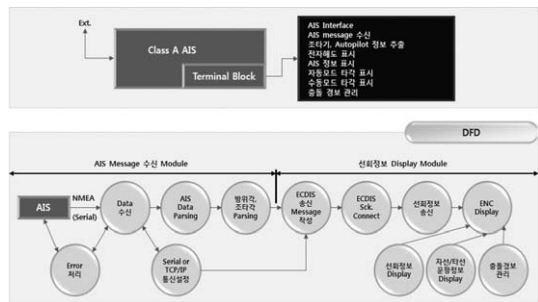 Ext.
Class A AIS
Terminal Block
AIS Interface
AIS message 수신
조타기, Autopilot 정보 추출
전자해도 표시
AIS 정보 표시
자동모드 타각 표시
수동모드 타각 표시
충돌 경보 관리
DFD
AIS Message 수신 Module
선회정보 Display Module
AIS
NMEA
(Serial)
Data
수신
AIS
Data
Parsing
방위각,
조타각
Parsing
ECDIS
송신
Message
작성
ECDIS
Sck.
Connect
선회정보
송신
ENC
Display
Error
처리
Serial or
TCP/IP
통신설정
선회정보
Display
자선/타선
운항정보
Display
충돌경보
관리